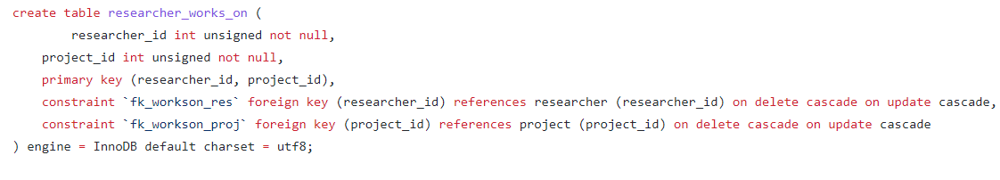 create table researcher_works_on (
researcher_id int unsigned not null,
project_id int unsigned not null,
primary key (researcher_id, project_id),
constraint `fk_workson_res` foreign key (researcher_id) references researcher (researcher_id) on delete cascade on update cascade,
constraint `fk_workson_proj` foreign key (project_id) references project (project_id) on delete cascade on update cascade
) engine = InnoDB default charset = utf8;